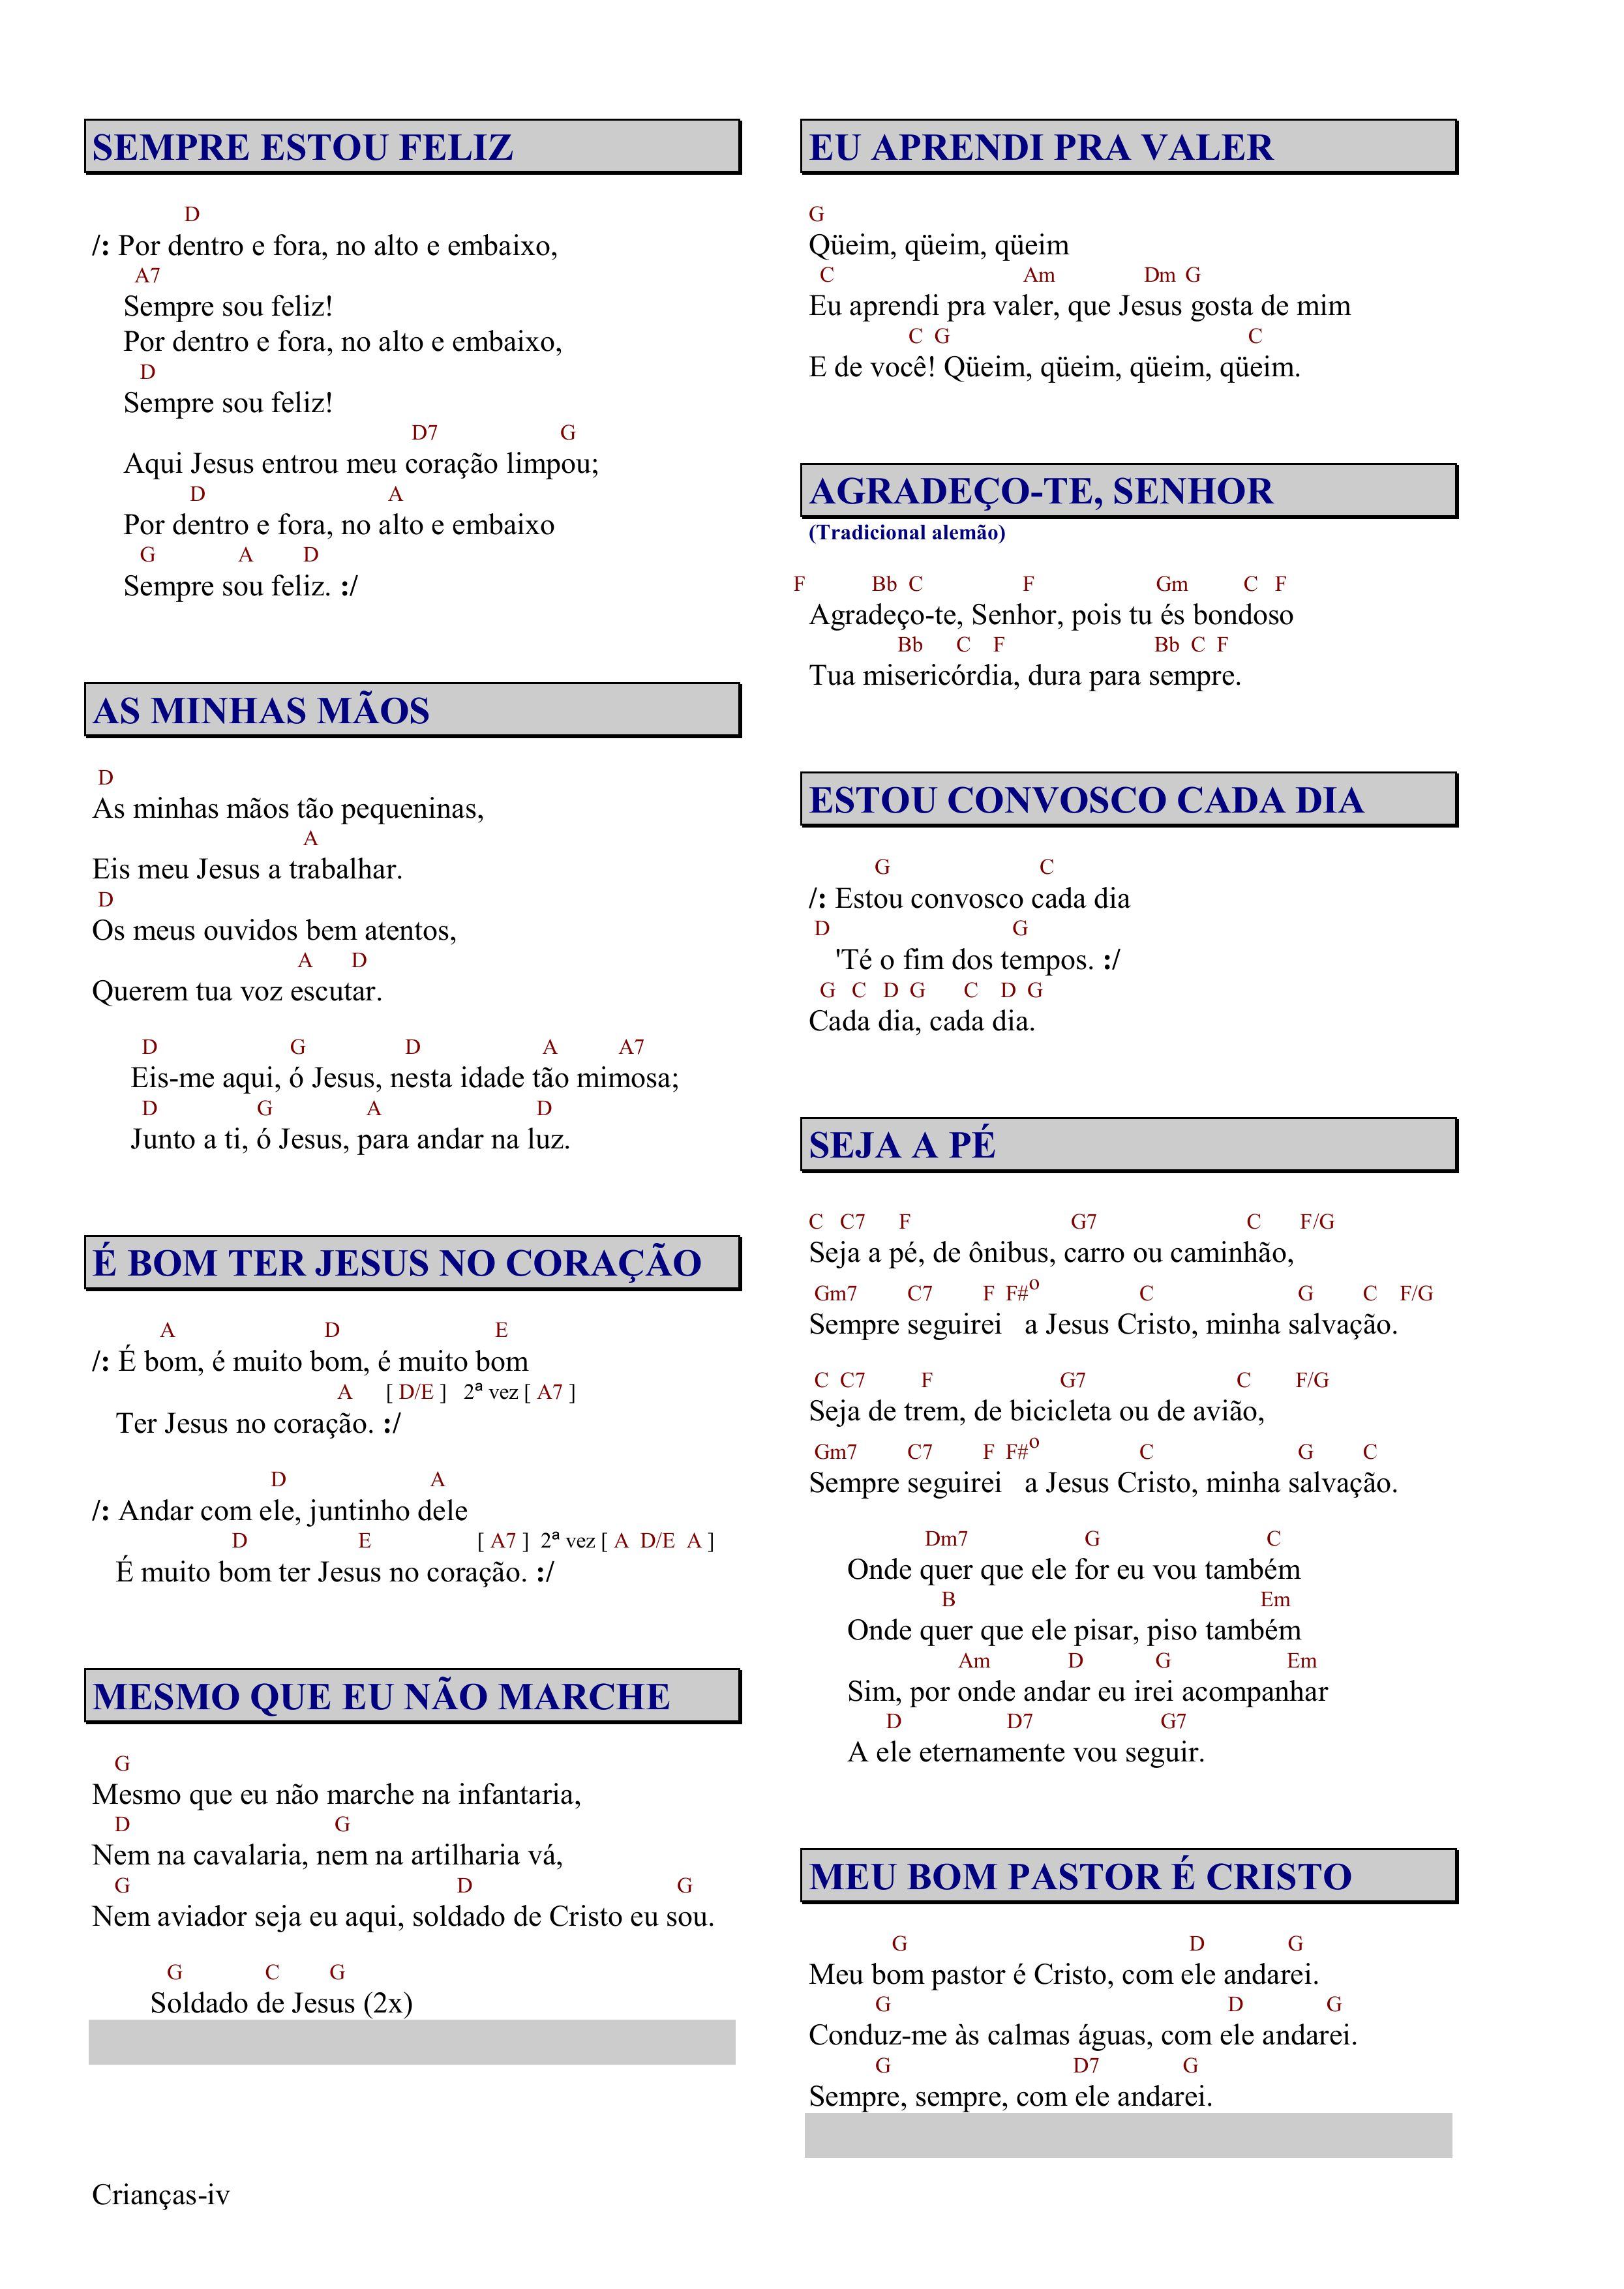 SEMPRE ESTOU FELIZ
D
/: Por dentro e fora, no alto e embaixo,
A7
Sempre sou feliz!
Por dentro e fora, no alto e embaixo,
D
Sempre sou feliz!
D7 G
Aqui Jesus entrou meu coração limpou;
D A
Por dentro e fora, no alto e embaixo
G A D
Sempre sou feliz. :/
AS MINHAS MÃOS
D
As minhas mãos tão pequeninas,
A
Eis meu Jesus a trabalhar.
D
Os meus ouvidos bem atentos,
A D
Querem tua voz escutar.
D G D A A7
Eis-me aqui, ó Jesus, nesta idade tão mimosa;
D G A D
Junto a ti, ó Jesus, para andar na luz.
É BOM TER JESUS NO CORAÇÃO
A D E
/: É bom, é muito bom, é muito bom
A [ D/E ] 2ª vez [ A7 ]
Ter Jesus no coração. :/
D A
/: Andar com ele, juntinho dele
D E [ A7 ] 2ª vez [ A D/E A ]
É muito bom ter Jesus no coração. :/
MESMO QUE EU NÃO MARCHE
G
Mesmo que eu não marche na infantaria,
D G
Nem na cavalaria, nem na artilharia vá,
G D G
Nem aviador seja eu aqui, soldado de Cristo eu sou.
G C G
Soldado de Jesus (2x)
EU APRENDI PRA VALER
G
Qüeim, qüeim, qüeim
C Am Dm G
Eu aprendi pra valer, que Jesus gosta de mim
C G C
E de você! Qüeim, qüeim, qüeim, qüeim.
AGRADEÇO-TE, SENHOR
(Tradicional alemão)
F Bb C F Gm C F
Agradeço-te, Senhor, pois tu és bondoso
Bb C F Bb C F
Tua misericórdia, dura para sempre.
ESTOU CONVOSCO CADA DIA
G C
/: Estou convosco cada dia
D G
'Té o fim dos tempos. :/
G C D G C D G
Cada dia, cada dia.
SEJA A PÉ
C C7 F G7 C F/G
Seja a pé, de ônibus, carro ou caminhão,
Gm7 C7 F F#º C G C F/G
Sempre seguirei a Jesus Cristo, minha salvação.
C C7 F G7 C F/G
Seja de trem, de bicicleta ou de avião,
Gm7 C7 F F#º C G C
Sempre seguirei a Jesus Cristo, minha salvação.
Dm7 G C
Onde quer que ele for eu vou também
B Em
Onde quer que ele pisar, piso também
Am D G Em
Sim, por onde andar eu irei acompanhar
D D7 G7
A ele eternamente vou seguir.
MEU BOM PASTOR É CRISTO
G D G
Meu bom pastor é Cristo, com ele andarei.
G D G
Conduz-me às calmas águas, com ele andarei.
G D7 G
Sempre, sempre, com ele andarei.
Crianças-iv